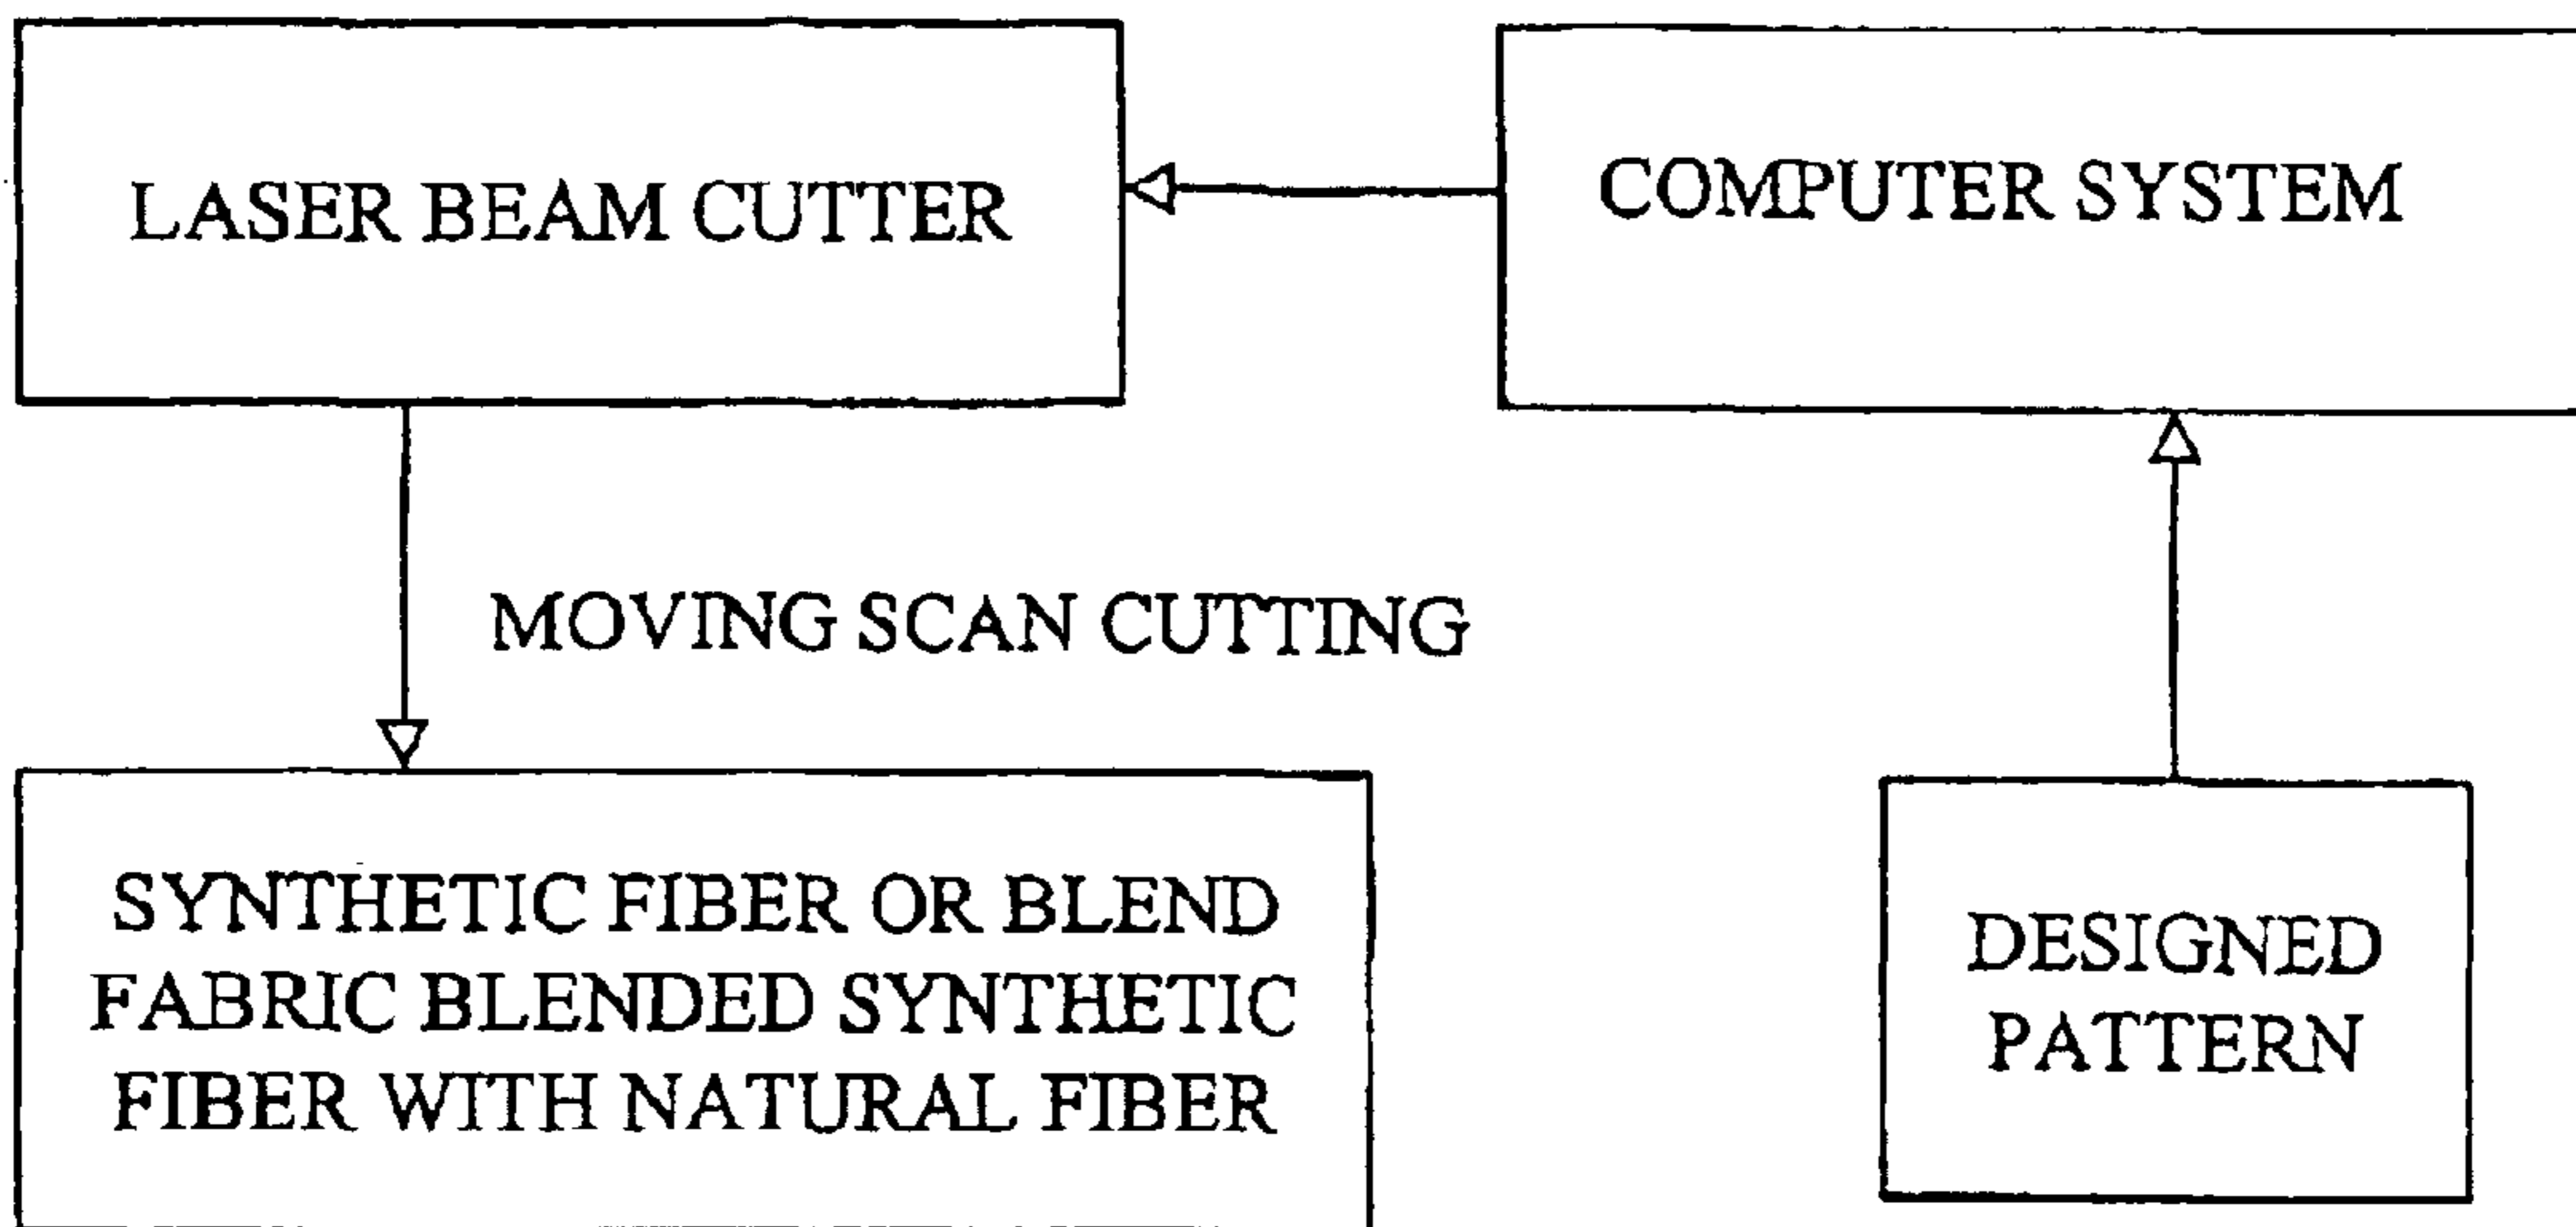 LASER BEAM CUTTER
COMPUTER SYSTEM
MOVING SCAN CUTTING
SYNTHETIC FIBER OR BLEND
FABRIC BLENDED SYNTHETIC
FIBER WITH NATURAL FIBER
DESIGNED
PATTERN